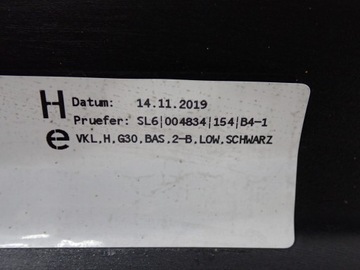 H Datum: 14.11.2019
Pruefer: SL6|004834|154|B4-1
e VKL,H,G30,BAS,2-B,LOW,SCHWARZ